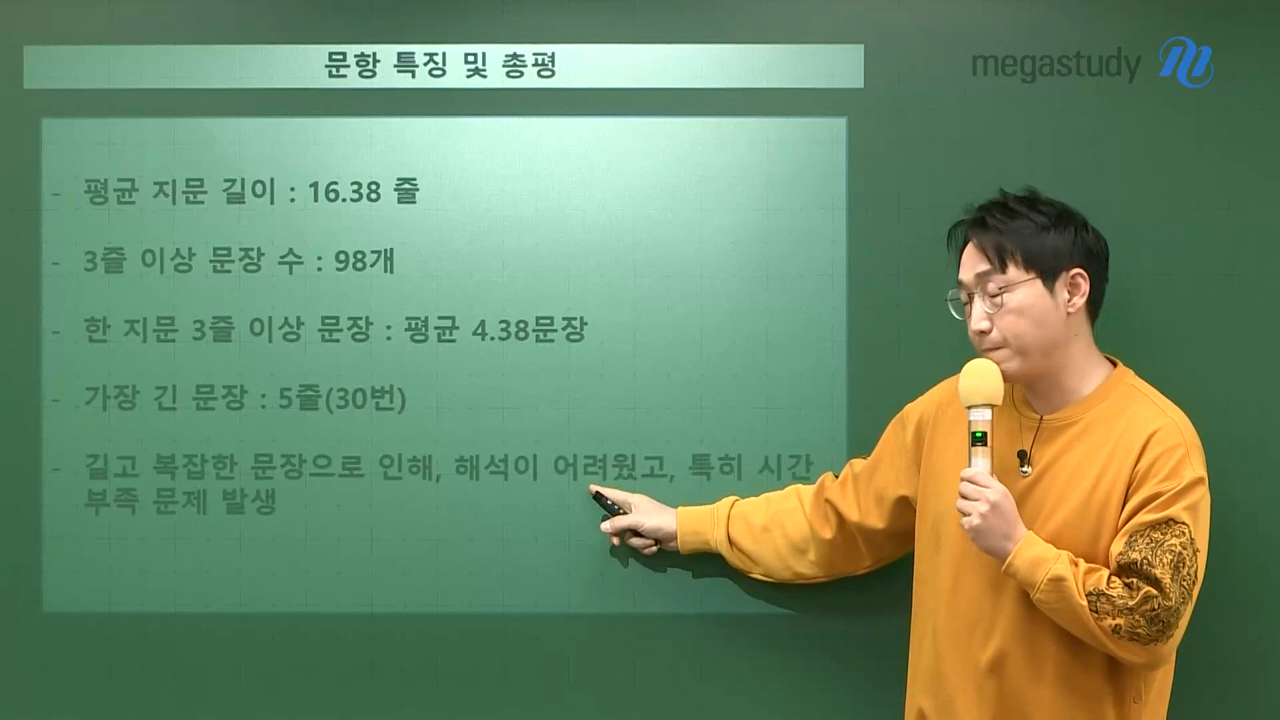 문항 특징 및 총평
megastudy
- 평균 지문 길이 : 16.38 줄
- 3줄 이상 문장 수 : 98개
- 한 지문 3줄 이상 문장 : 평균 4.38문장
- 가장 긴 문장 : 5줄(30번)
- 길고 복잡한 문장으로 인해, 해석이 어려웠고, 특히 시간
부족 문제 발생